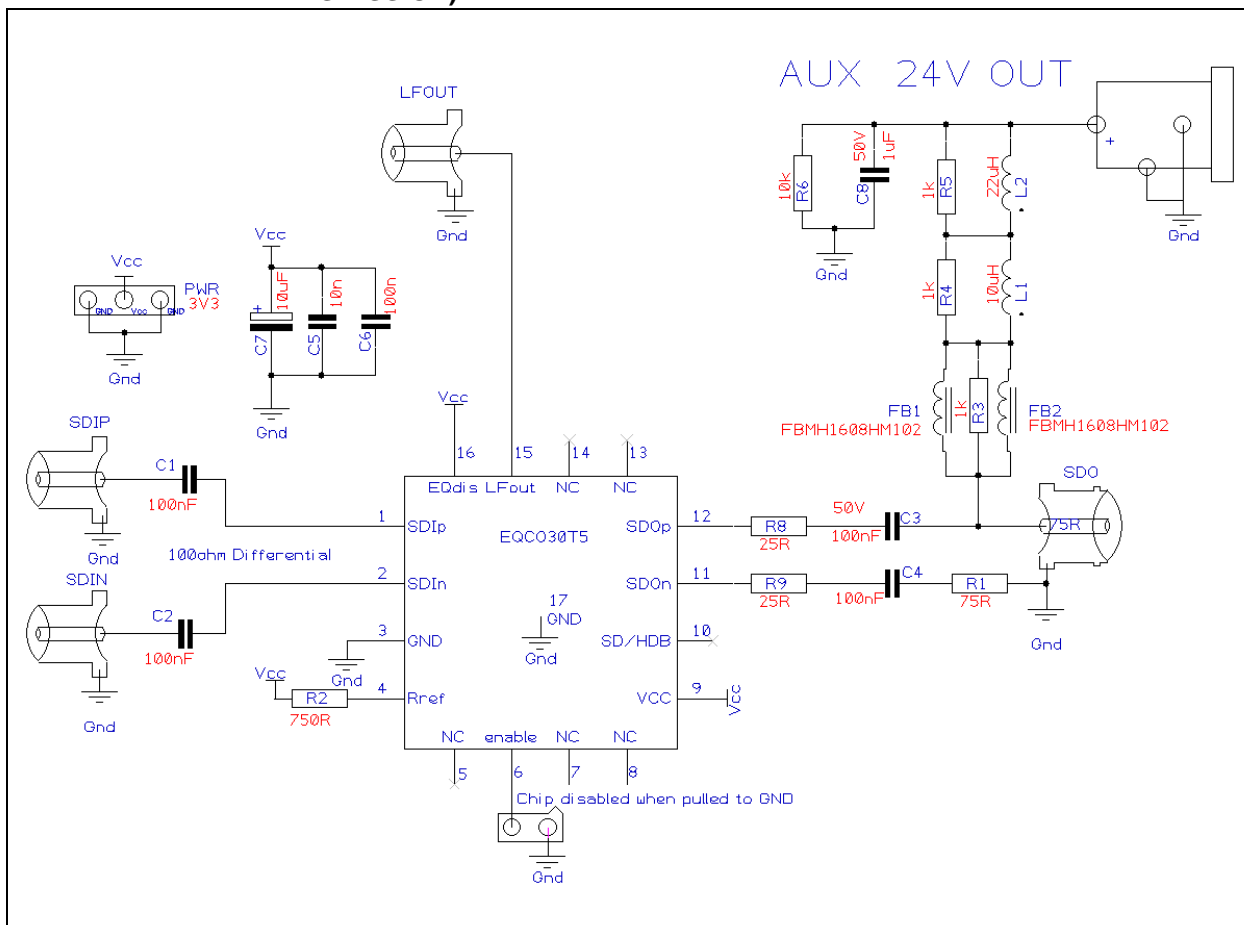 AUX 24V OUT
LFOUT
Gnd
+
10k
R6
50V
1uF
C8
1k
R5
22uH
L2
Gnd
Gnd
1k
R4
10uH
L1
Vcc
PWR
3V3
GND
Vcc
GND
Gnd
Vcc
+
10uF
C7
10n
C5
100n
C6
Gnd
FB1
FBMH1608HM102
1k
R3
FB2
FBMH1608HM102
SDIP
C1
100nF
Gnd
100ohm Differential
SDIN
C2
100nF
Gnd
Vcc
16
15
14
13
EQdis
LFout
NC
NC
1
SDIp
EQCO30T5
SDOp
12
R8
25R
50V
C3
100nF
SDO
75R
2
SDIn
SDOn
11
R9
25R
C4
100nF
R1
75R
Gnd
17
GND
Gnd
3
GND
Gnd
SD/HDB
10
Vcc
R2
750R
4
Rref
VCC
9
Vcc
NC
enable
NC
NC
5
6
7
8
Chip disabled when pulled to GND
Gnd